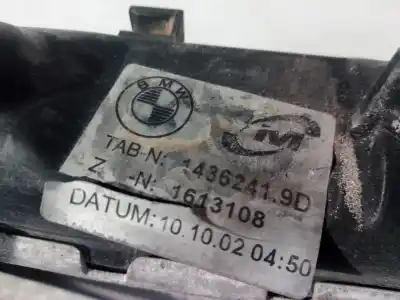 BMW
M
TAB-N: 1436241.9D
Z -N: 1613108
DATUM: 10.10.02 04:50